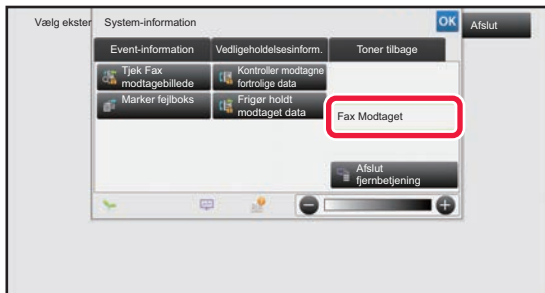 Vælg ekster
System-information
OK
Afslut
Event-information
Vedligeholdelsesinform.
Toner tilbage
Tjek Fax
modtagebillede
Kontroller modtagne
fortrolige data
Marker fejlboks
Frigør holdt
modtaget data
Fax Modtaget
Afslut
fjernbetjening